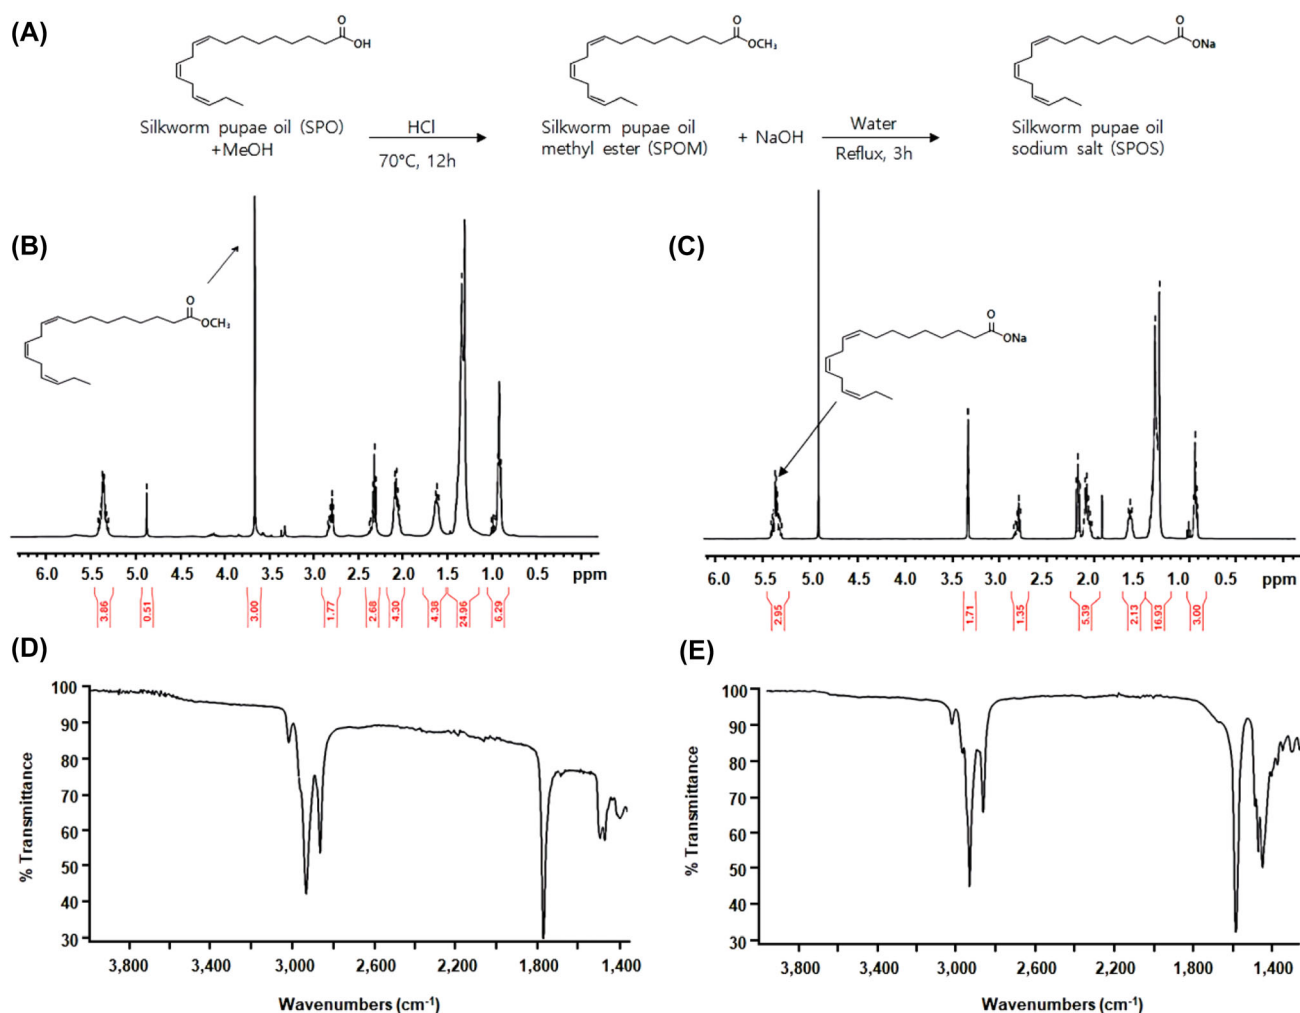 (A)
O
OH
O
OCH₃
O
ONa
Silkworm pupae oil (SPO)
+MeOH
HCl
70°C, 12h
Silkworm pupae oil
methyl ester (SPOM)
+ NaOH
Water
Reflux, 3h
Silkworm pupae oil
sodium salt (SPOS)
(B)
O
OCH₃
6.0 5.5 5.0 4.5 4.0 3.5 3.0 2.5 2.0 1.5 1.0 0.5 ppm
3.86 0.51 3.00 1.77 2.68 4.30 4.38 24.96 6.29
(C)
O
ONa
6.0 5.5 5.0 4.5 4.0 3.5 3.0 2.5 2.0 1.5 1.0 0.5 ppm
2.95 1.71 1.35 5.39 2.13 16.93 3.00
(D)
% Transmittance
100
90
80
70
60
50
40
30
3,800 3,000 2,600 2,200 1,800 1,400
Wavenumbers (cm⁻¹)
(E)
% Transmittance
100
90
80
70
60
50
40
30
3,800 3,000 2,600 2,200 1,800 1,400
Wavenumbers (cm⁻¹)